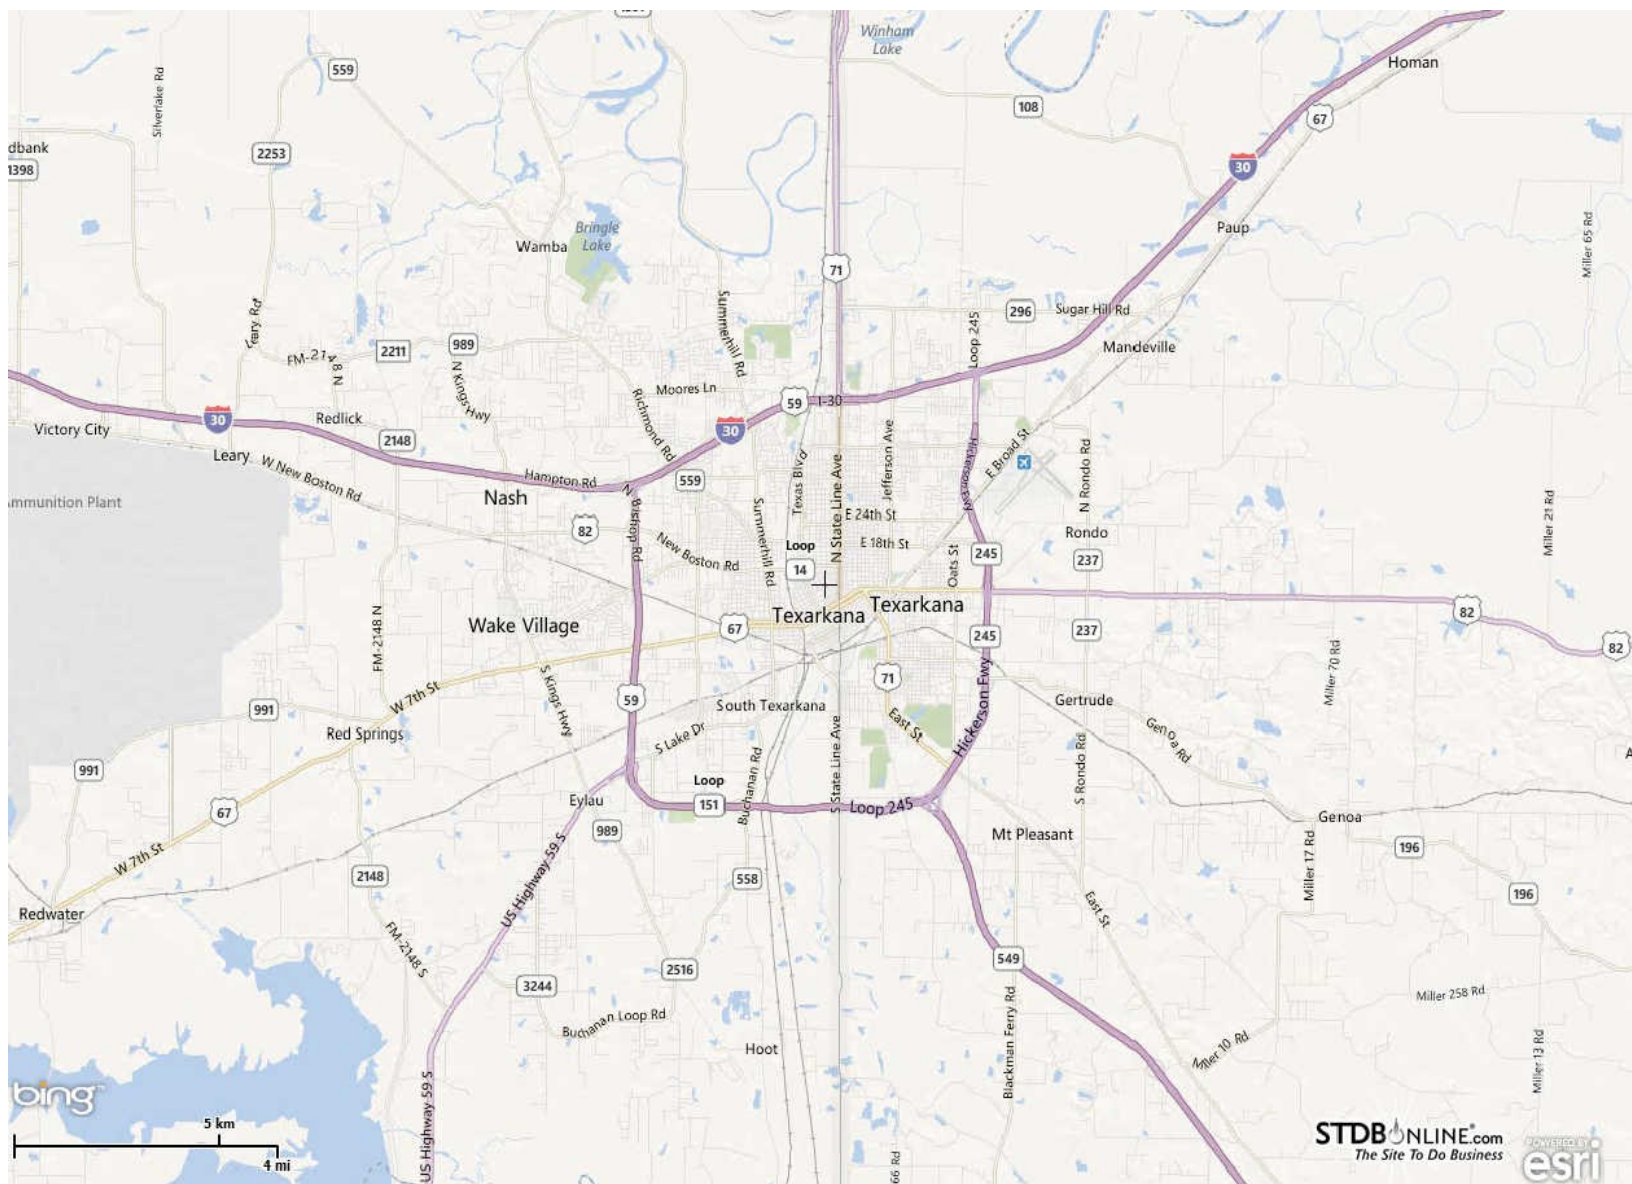 Winham
Lake
Homan
559
108
67
Silverlake Rd
dbank
2253
1398
30
Bringle
Lake
Wamba
Paup
Miller 65 Rd
71
Leary Rd
Summerhill Rd
296
Sugar Hill Rd
Loop 245
FM-2148 N
2211
989
Mandeville
N Kings Hwy
Moores Ln
Richmond Rd
59
I-30
30
Redlick
30
Victory City
2148
Leary
W New Boston Rd
Hampton Rd
Nash
N Bishop Rd
559
Texas Blvd
N State Line Ave
Jefferson Ave
Hickerson Fwy N
E Broad St
N Rondo Rd
Ammunition Plant
82
New Boston Rd
Summerhill Rd
E 24th St
E 18th St
Loop
14
Oats St
245
Rondo
237
Miller 21 Rd
Texarkana
Texarkana
82
82
Wake Village
67
245
237
FM-2148 N
Miller 70 Rd
W 7th St
S Kings Hwy
59
71
South Texarkana
Gertrude
991
Red Springs
S Lake Dr
East St
Hickerson Fwy
Genoa Rd
991
Buchanan Rd
S State Line Ave
S Rondo Rd
A
Eylau
Loop
151
Loop 245
67
989
Mt Pleasant
Genoa
196
W 7th St
US Highway 59 S
Miller 17 Rd
2148
558
196
Redwater
FM-2148 S
East St
549
2516
3244
Miller 258 Rd
Buchanan Loop Rd
Blackman Ferry Rd
Hoot
Miller 10 Rd
Miller 13 Rd
US Highway 59 S
bing
5 km
4 mi
66 Rd
STDBONLINE.com
The Site To Do Business
POWERED BY
esri